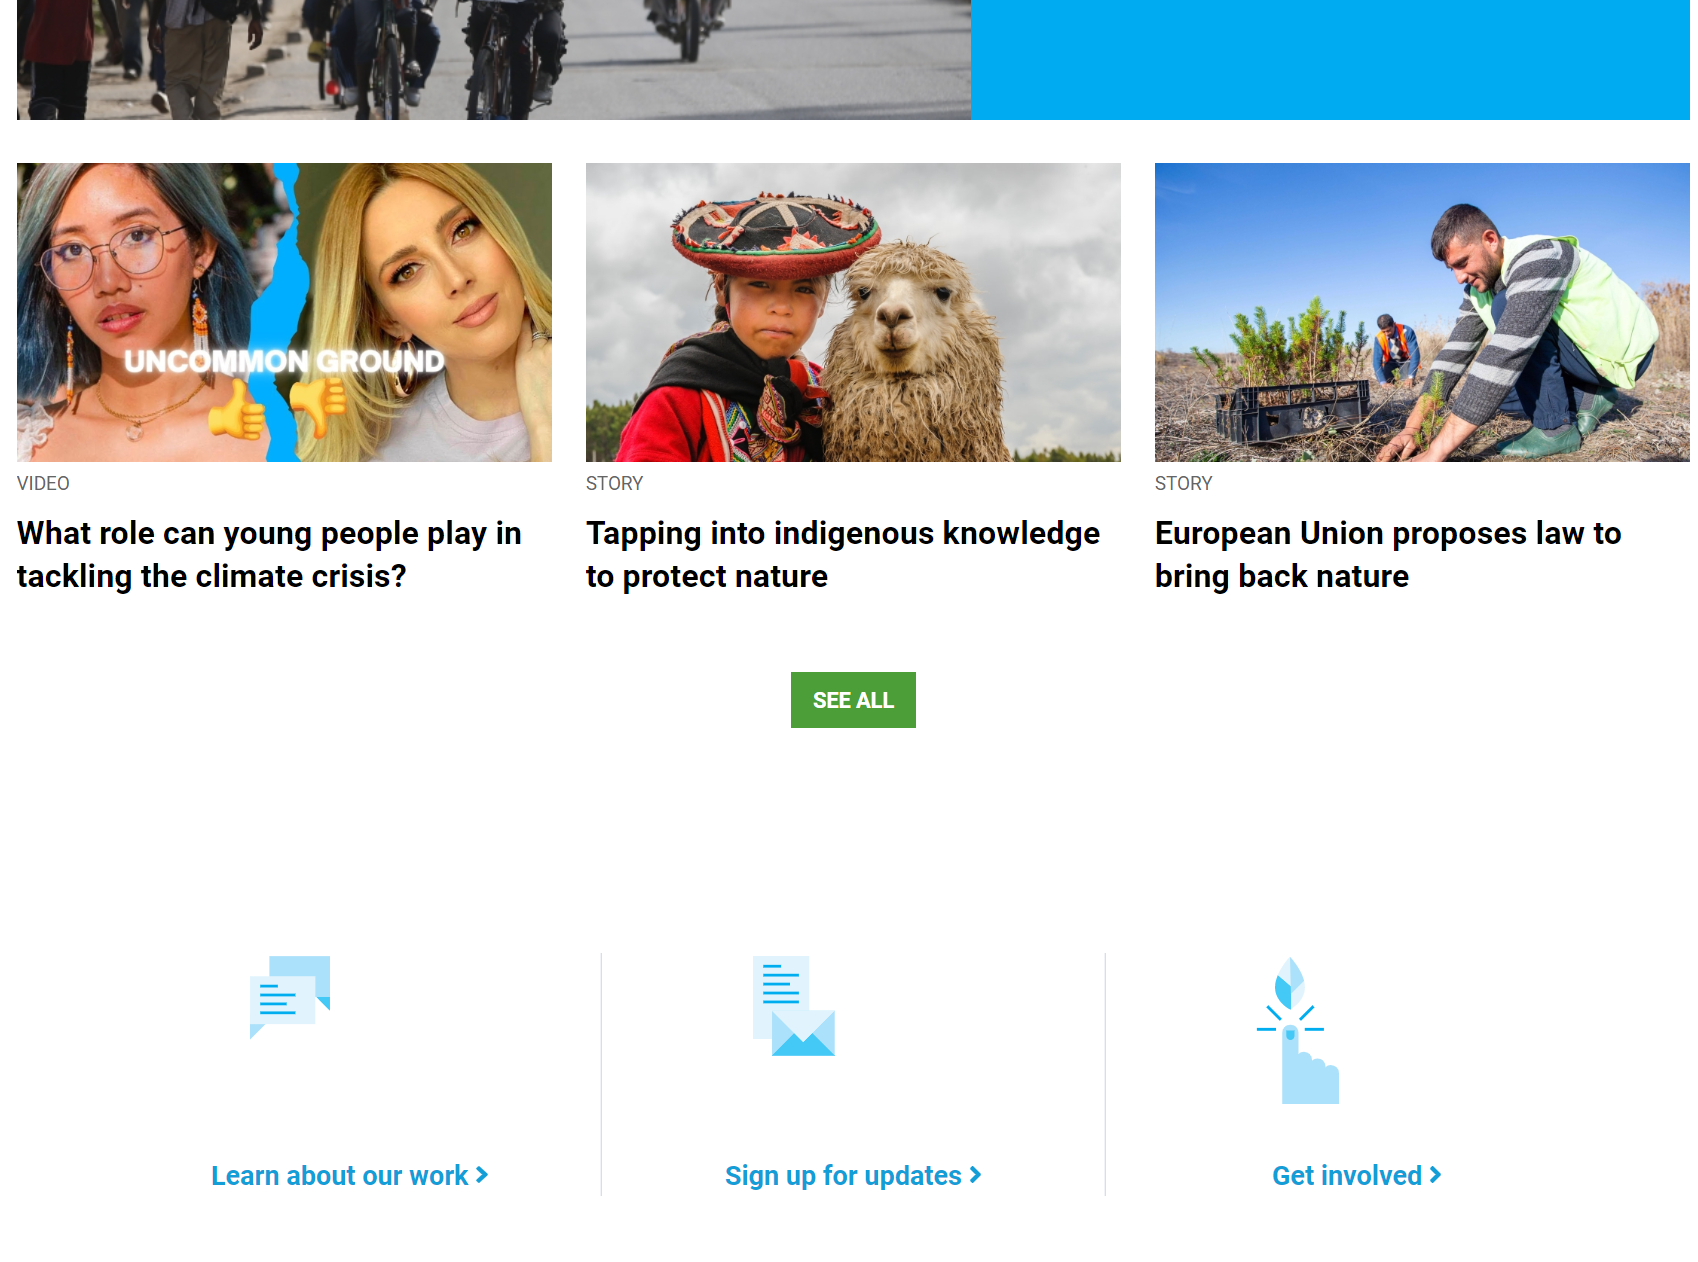 UNCOMMON GROUND
VIDEO
What role can young people play in
tackling the climate crisis?
STORY
Tapping into indigenous knowledge
to protect nature
STORY
European Union proposes law to
bring back nature
SEE ALL
Learn about our work
Sign up for updates
Get involved